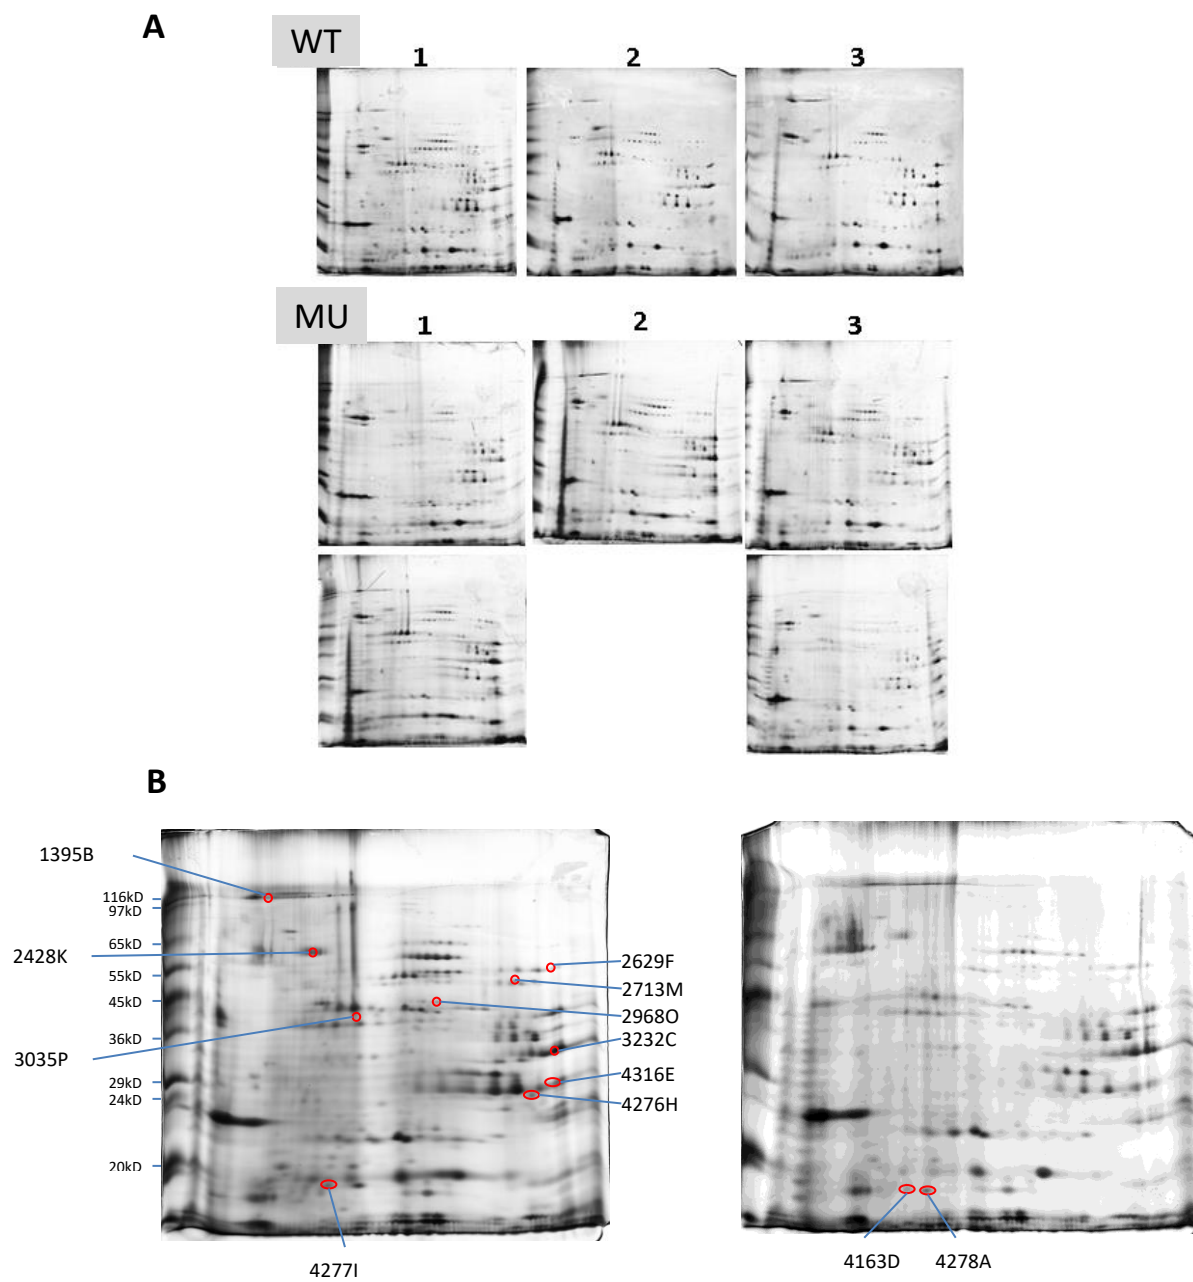 A
WT
1 2 3
MU
1 2 3
B
1395B
116kD
97kD
65kD
2428K
55kD
45kD
36kD
3035P
29kD
24kD
20kD
2629F
2713M
2968O
3232C
4316E
4276H
4277I
4163D 4278A